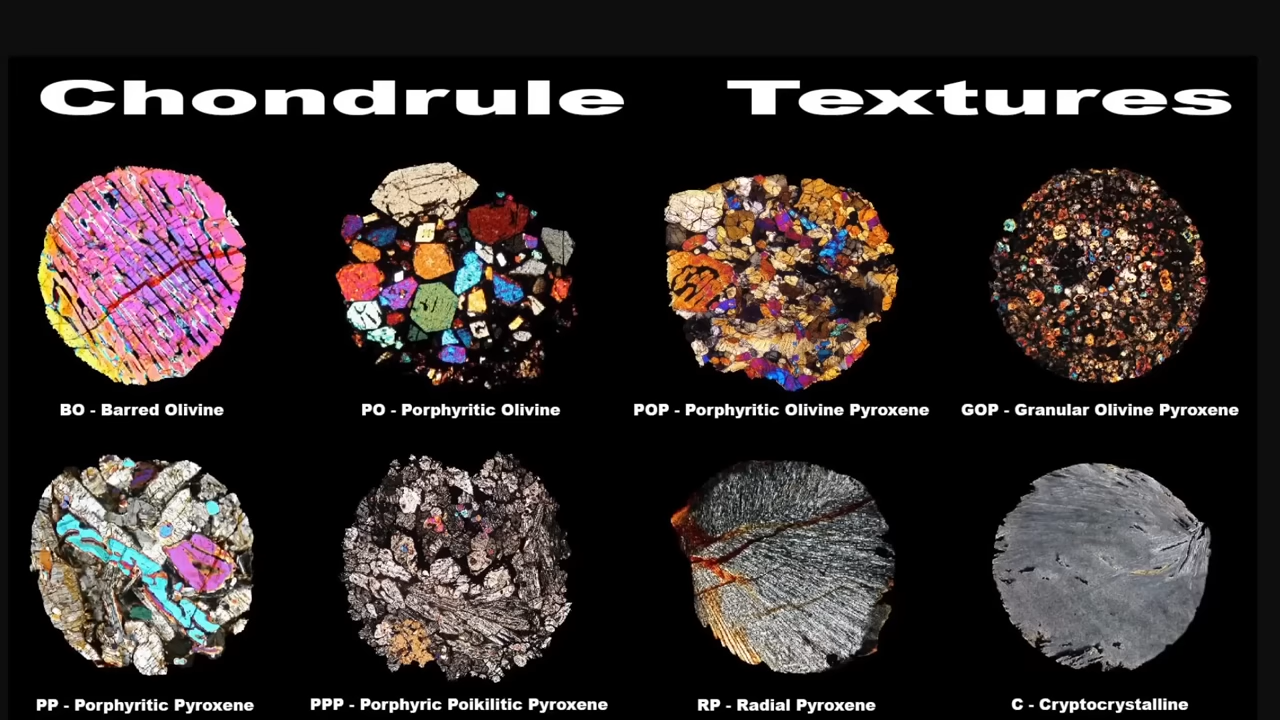 Chondrule Textures
BO - Barred Olivine
PO - Porphyritic Olivine
POP - Porphyritic Olivine Pyroxene
GOP - Granular Olivine Pyroxene
PP - Porphyritic Pyroxene
PPP - Porphyric Poikilitic Pyroxene
RP - Radial Pyroxene
C - Cryptocrystalline